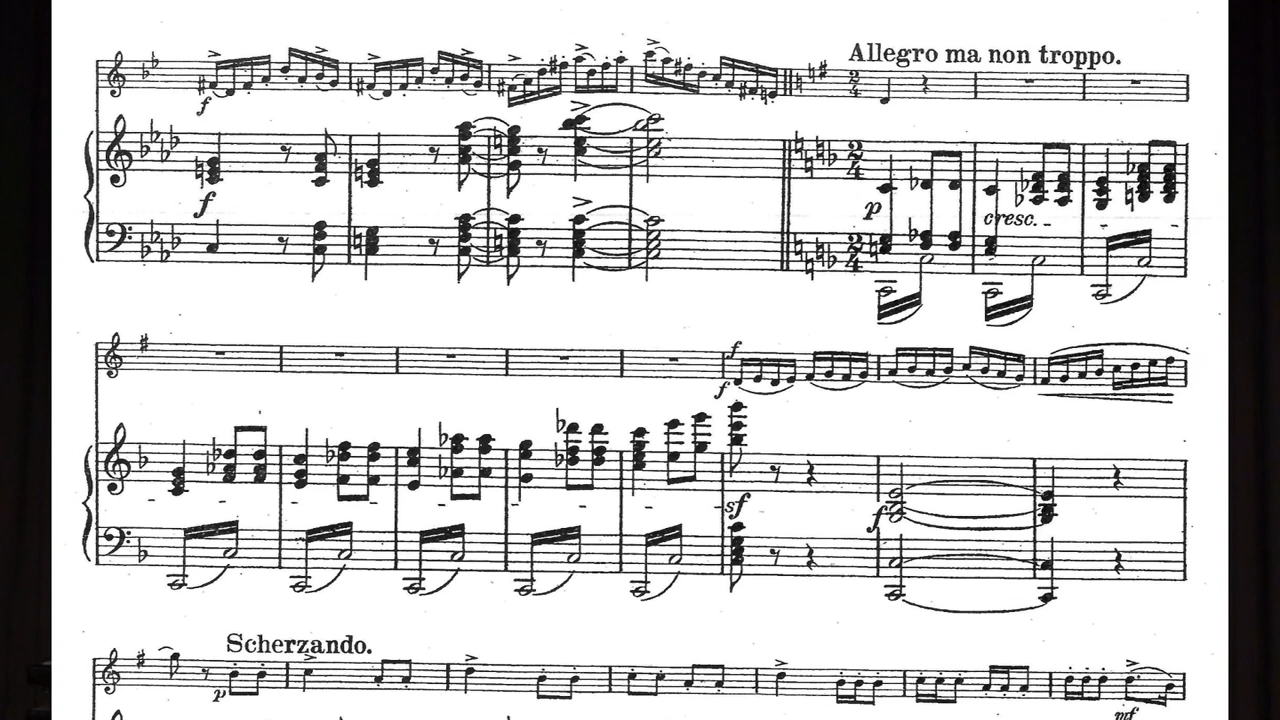 Allegro ma non troppo.
f
f
p
cresc.
f
f
sf
f
Scherzando.
p
mf